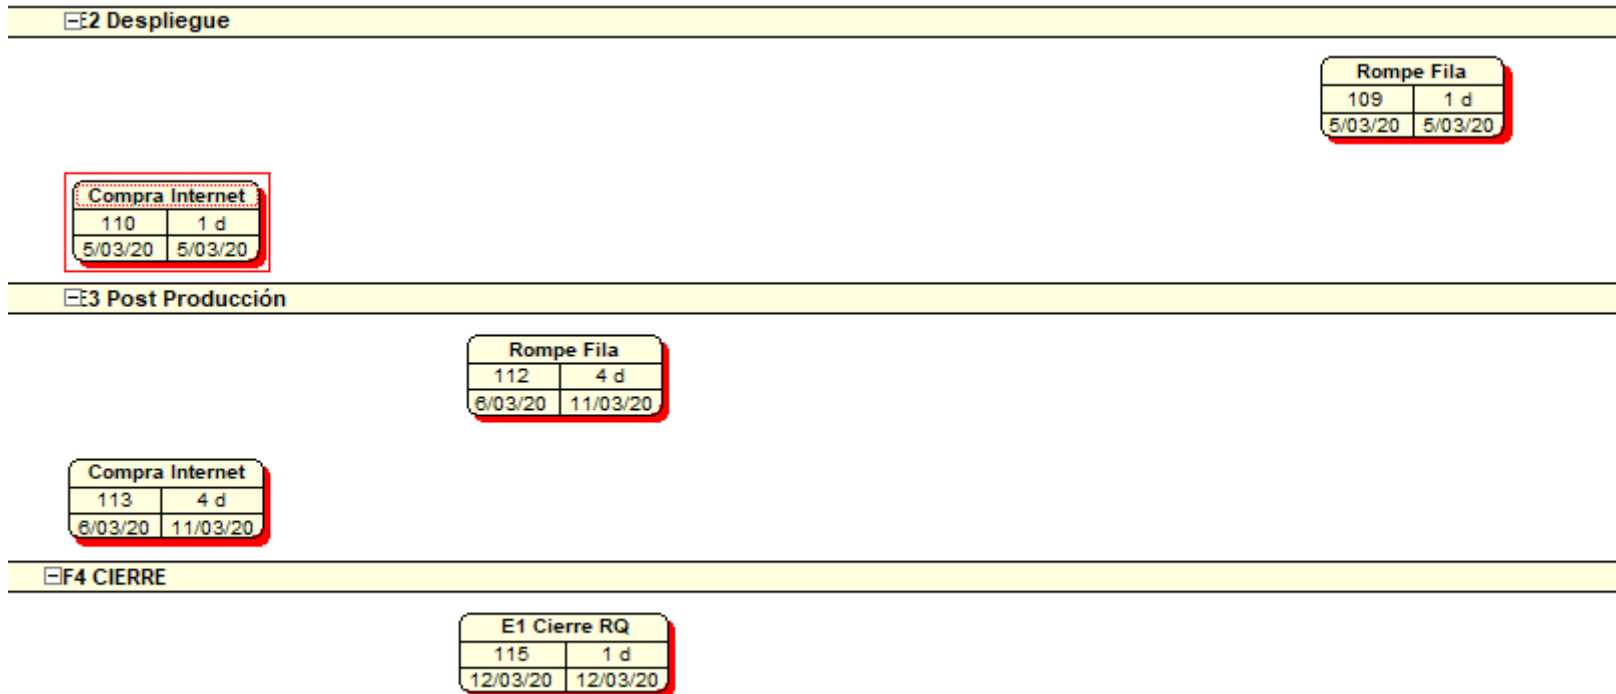 E2 Despliegue
Rompe Fila
109 1 d
5/03/20 5/03/20
Compra Internet
110 1 d
5/03/20 5/03/20
E3 Post Producción
Rompe Fila
112 4 d
6/03/20 11/03/20
Compra Internet
113 4 d
6/03/20 11/03/20
F4 CIERRE
E1 Cierre RQ
115 1 d
12/03/20 12/03/20